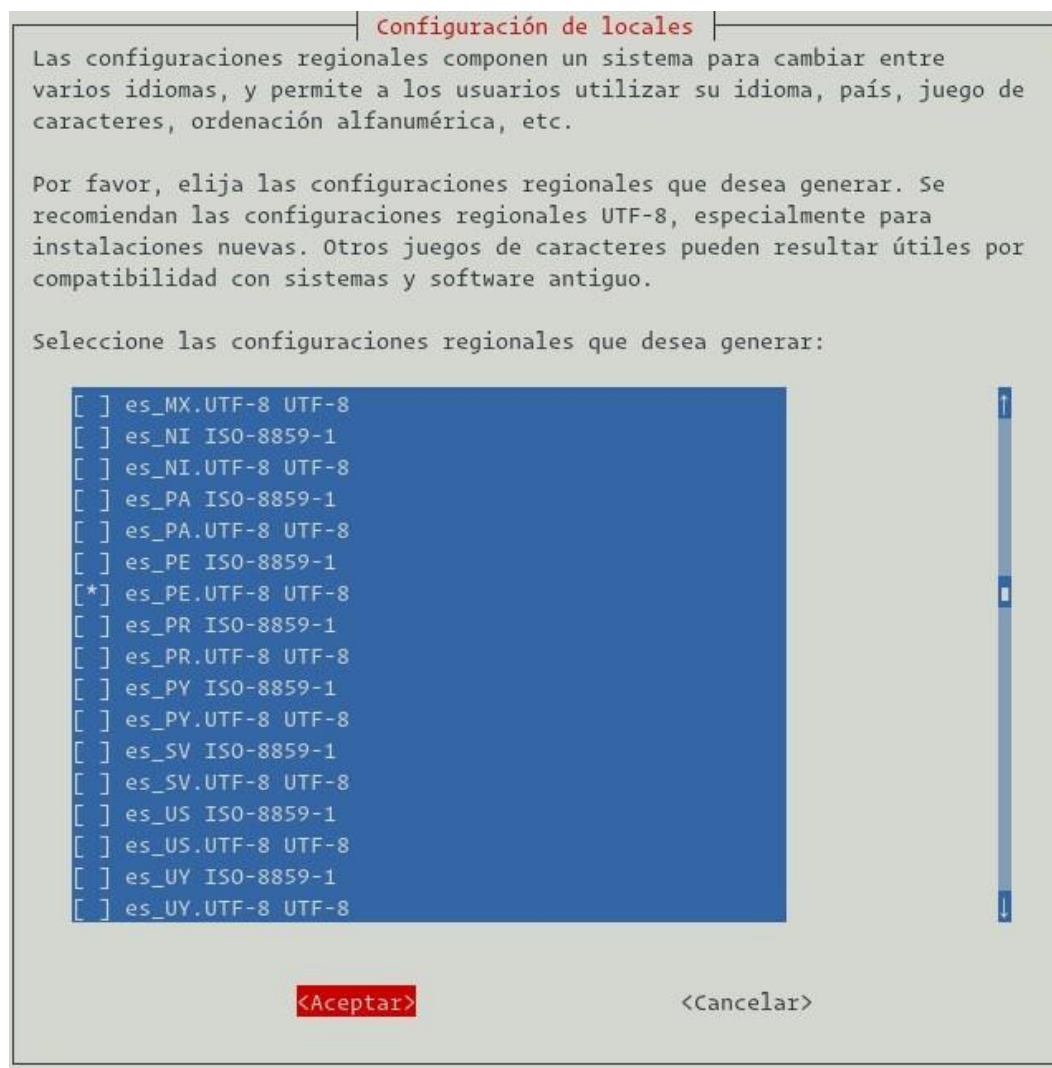 Configuración de locales
Las configuraciones regionales componen un sistema para cambiar entre
varios idiomas, y permite a los usuarios utilizar su idioma, país, juego de
caracteres, ordenación alfanumérica, etc.
Por favor, elija las configuraciones regionales que desea generar. Se
recomiendan las configuraciones regionales UTF-8, especialmente para
instalaciones nuevas. Otros juegos de caracteres pueden resultar útiles por
compatibilidad con sistemas y software antiguo.
Seleccione las configuraciones regionales que desea generar:
[ ] es_MX.UTF-8 UTF-8
[ ] es_NI ISO-8859-1
[ ] es_NI.UTF-8 UTF-8
[ ] es_PA ISO-8859-1
[ ] es_PA.UTF-8 UTF-8
[ ] es_PE ISO-8859-1
[*] es_PE.UTF-8 UTF-8
[ ] es_PR ISO-8859-1
[ ] es_PR.UTF-8 UTF-8
[ ] es_PY ISO-8859-1
[ ] es_PY.UTF-8 UTF-8
[ ] es_SV ISO-8859-1
[ ] es_SV.UTF-8 UTF-8
[ ] es_US ISO-8859-1
[ ] es_US.UTF-8 UTF-8
[ ] es_UY ISO-8859-1
[ ] es_UY.UTF-8 UTF-8
<Aceptar> <Cancelar>